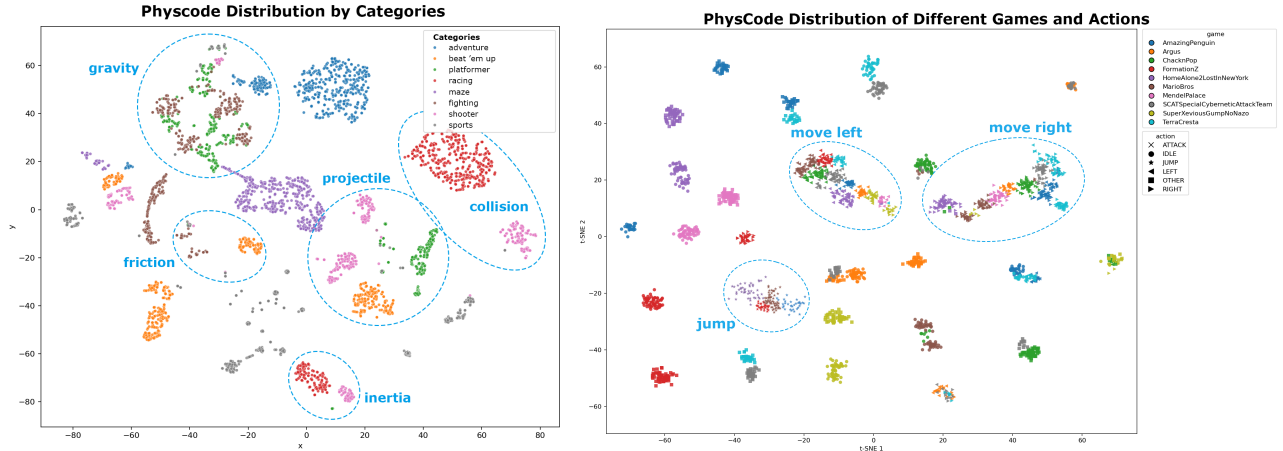 Physcode Distribution by Categories
Categories
adventure
beat 'em up
platformer
racing
maze
fighting
shooter
sports
gravity
projectile
collision
friction
inertia
60
40
20
0
−20
−40
−60
−80
y
−80
−60
−40
−20
0
20
40
60
80
x
PhysCode Distribution of Different Games and Actions
game
AmazingPenguin
Argus
ChacknPop
FormationZ
HomeAlone2LostInNewYork
MarioBros
MendelPalace
SCATSpecialCyberneticAttackTeam
SuperXeviousGumpNoNazo
TerraCresta
action
ATTACK
IDLE
JUMP
LEFT
OTHER
RIGHT
move left
move right
jump
60
40
20
0
−20
−40
−60
t-SNE 2
−60
−40
−20
0
20
40
60
t-SNE 1